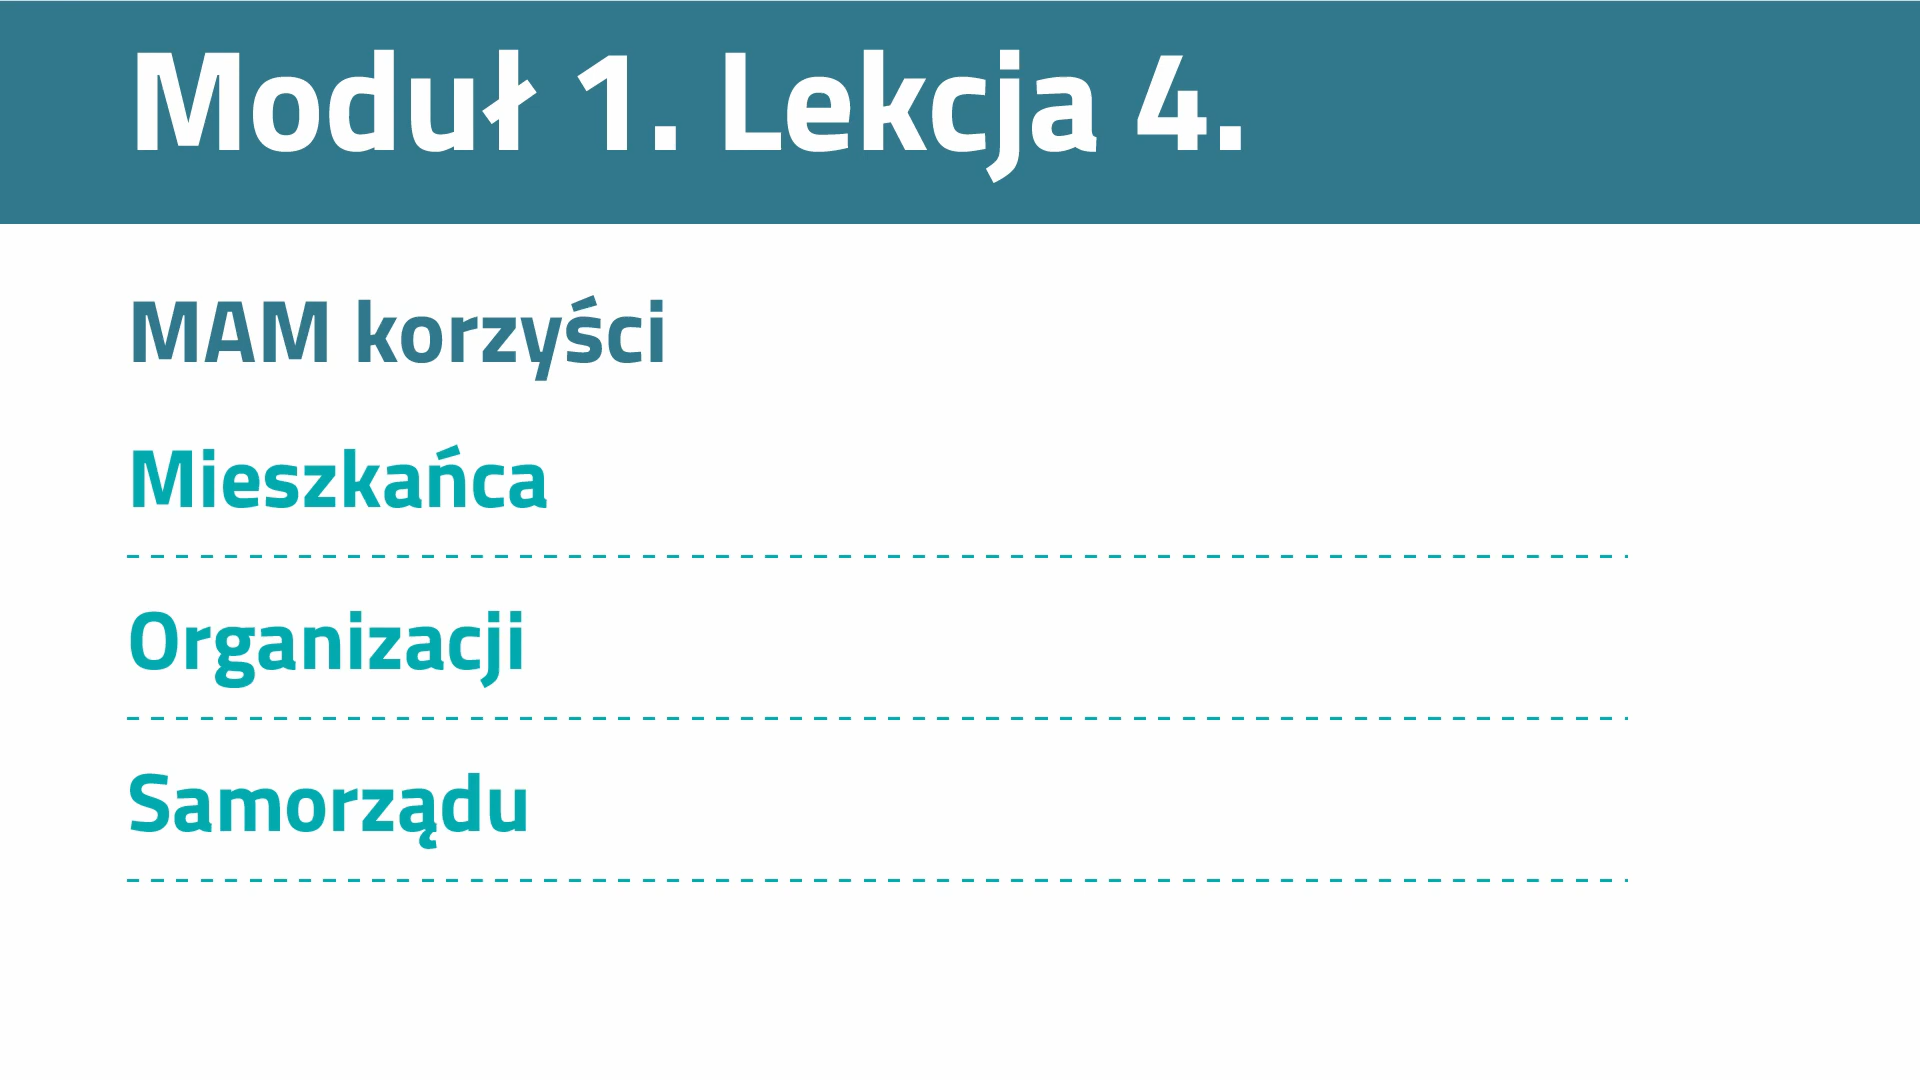 Moduł 1. Lekcja 4.
MAM korzyści
Mieszkańca
Organizacji
Samorządu